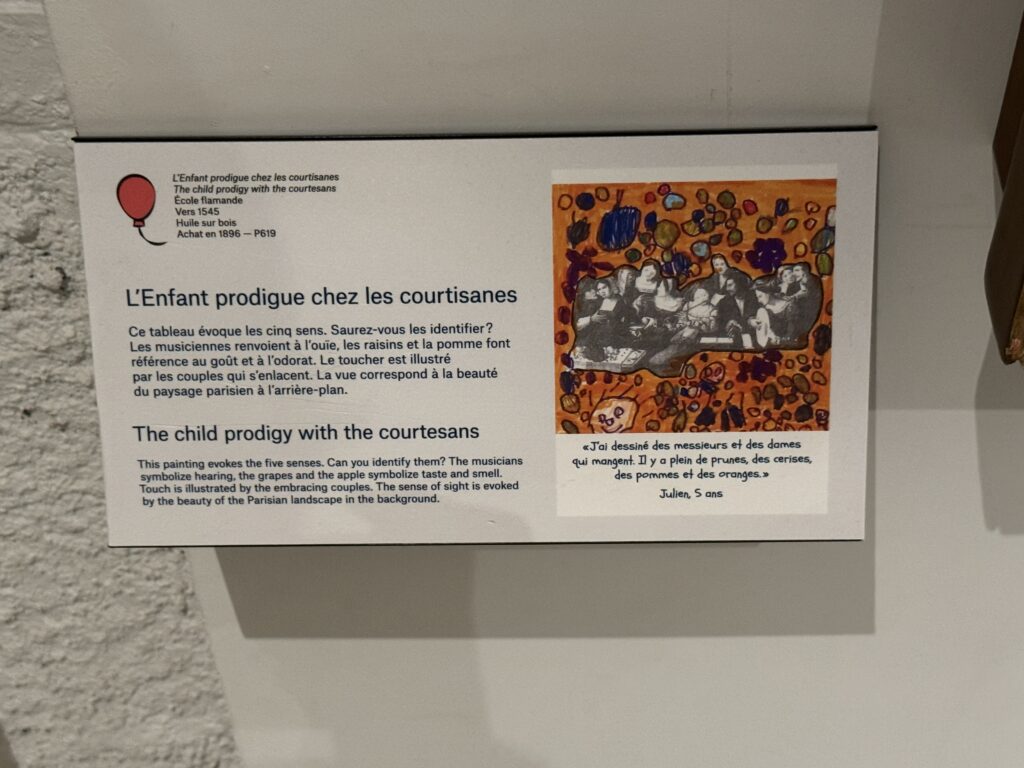 L'Enfant prodigue chez les courtisanes
The child prodigy with the courtesans
École flamande
Vers 1545
Huile sur bois
Achat en 1896 — P619
L'Enfant prodigue chez les courtisanes
Ce tableau évoque les cinq sens. Saurez-vous les identifier ?
Les musiciennes renvoient à l'ouïe, les raisins et la pomme font
référence au goût et à l'odorat. Le toucher est illustré
par les couples qui s'enlacent. La vue correspond à la beauté
du paysage parisien à l'arrière-plan.
The child prodigy with the courtesans
This painting evokes the five senses. Can you identify them? The musicians
symbolize hearing, the grapes and the apple symbolize taste and smell.
Touch is illustrated by the embracing couples. The sense of sight is evoked
by the beauty of the Parisian landscape in the background.
« J'ai dessiné des messieurs et des dames
qui mangent. Il y a plein de prunes, des cerises,
des pommes et des oranges. »
Julien, 5 ans